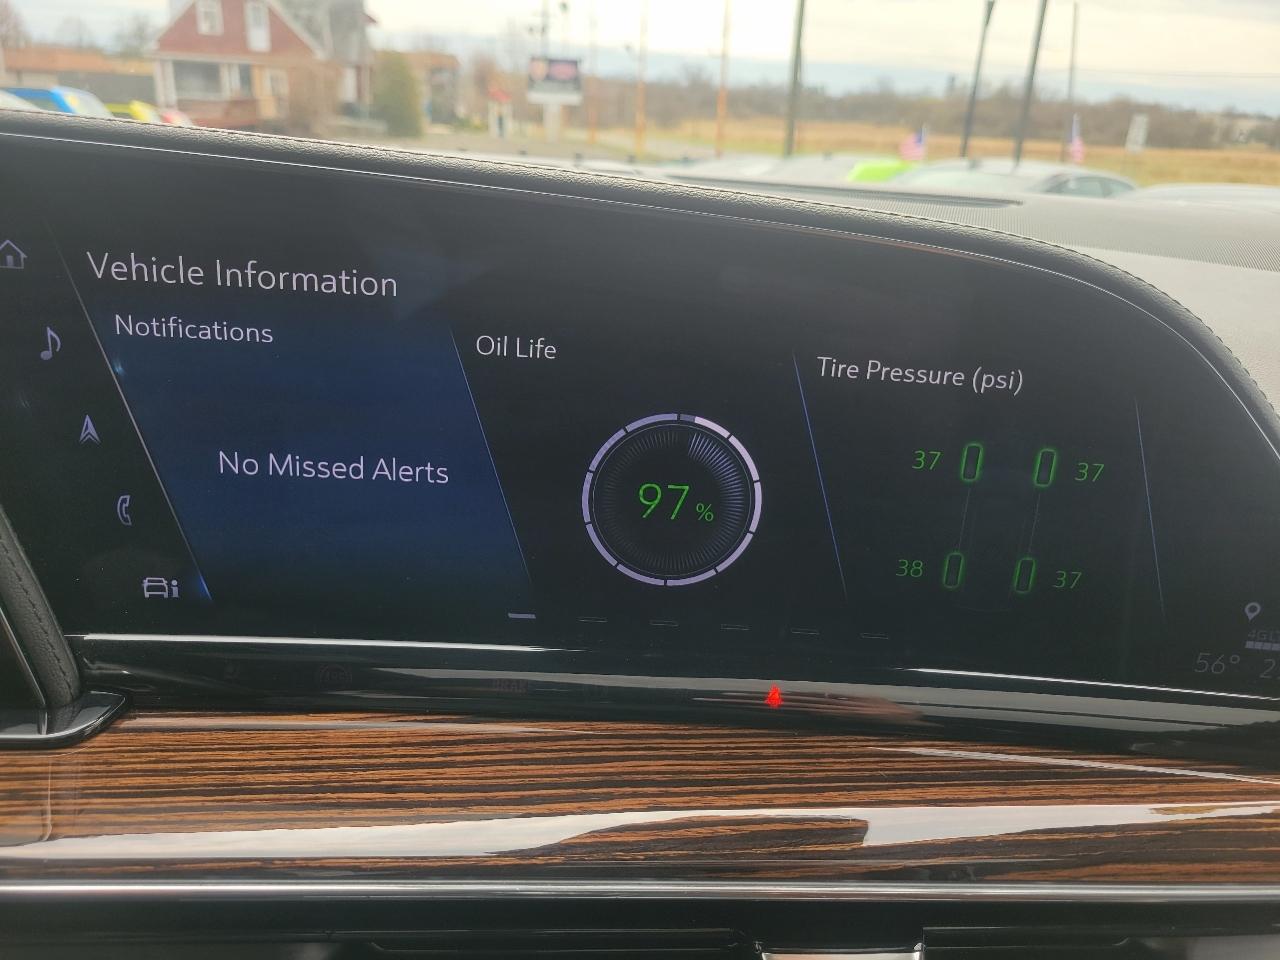 Vehicle Information
Notifications
No Missed Alerts
Oil Life
97 %
Tire Pressure (psi)
37 37
38 37
56°